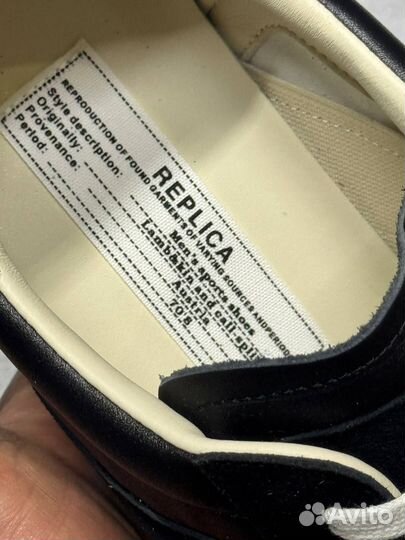 REPLICA
REPRODUCTION OF FOUND GARMENTS OF VARYING SOURCES AND PERIODS
Style description: Men's sports shoes
Originally: Lambskin and calf-split
Provenance: Austria
Period: 70's
Avito